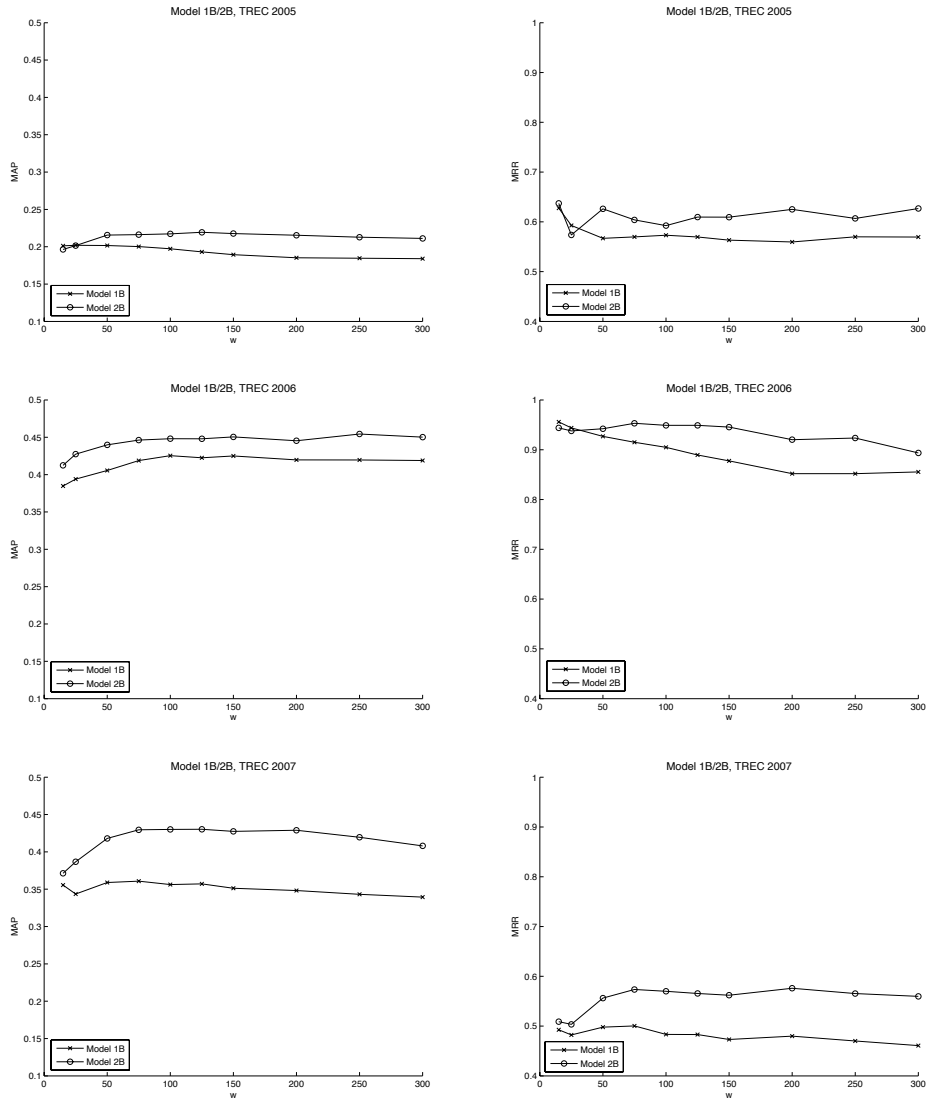 Model 1B/2B, TREC 2005
0.5
0.45
0.4
0.35
0.3
0.25
0.2
0.15
0.1
MAP
0 50 100 150 200 250 300
w
Model 1B
Model 2B
Model 1B/2B, TREC 2005
1
0.9
0.8
0.7
0.6
0.5
0.4
MRR
0 50 100 150 200 250 300
w
Model 1B
Model 2B
Model 1B/2B, TREC 2006
0.5
0.45
0.4
0.35
0.3
0.25
0.2
0.15
0.1
MAP
0 50 100 150 200 250 300
w
Model 1B
Model 2B
Model 1B/2B, TREC 2006
1
0.9
0.8
0.7
0.6
0.5
0.4
MRR
0 50 100 150 200 250 300
w
Model 1B
Model 2B
Model 1B/2B, TREC 2007
0.5
0.45
0.4
0.35
0.3
0.25
0.2
0.15
0.1
MAP
0 50 100 150 200 250 300
w
Model 1B
Model 2B
Model 1B/2B, TREC 2007
1
0.9
0.8
0.7
0.6
0.5
0.4
MRR
0 50 100 150 200 250 300
w
Model 1B
Model 2B